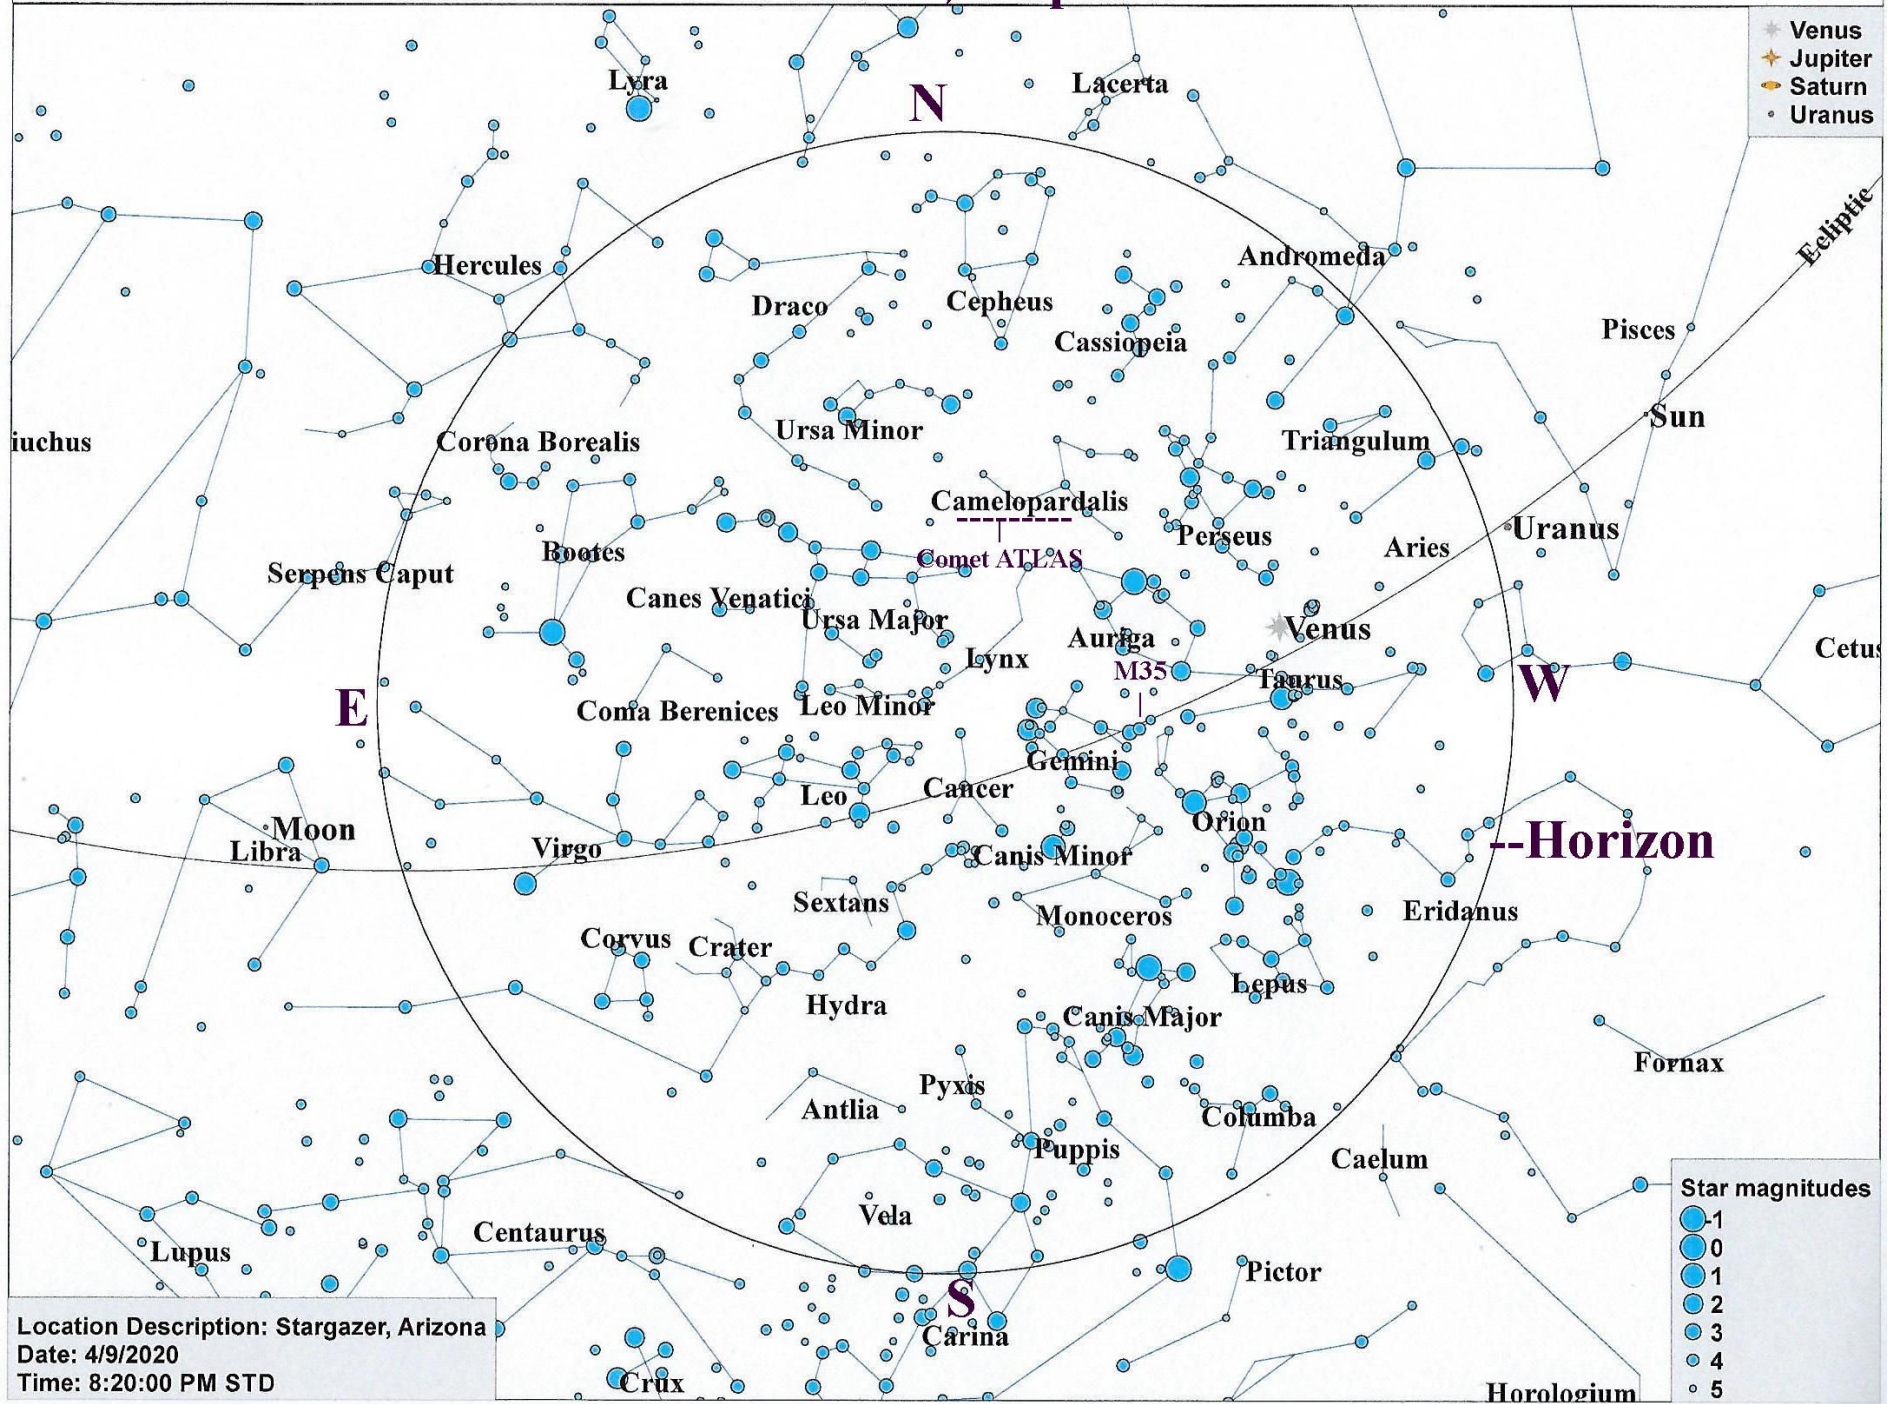 Venus
Jupiter
Saturn
Uranus
Lyra
Lacerta
N
Ecliptic
Hercules
Andromeda
Draco
Cepheus
Pisces
Cassiopeia
Sun
Ursa Minor
Triangulum
iuchus
Corona Borealis
Camelopardalis
Uranus
Perseus
Aries
Bootes
Comet ATLAS
Serpens Caput
Canes Venatici
Ursa Major
Venus
Auriga
Cetus
Lynx
M35
Taurus
W
E
Coma Berenices
Leo Minor
Gemini
Cancer
Leo
Orion
Moon
--Horizon
Libra
Virgo
Canis Minor
Sextans
Monoceros
Eridanus
Corvus
Crater
Lepus
Hydra
Canis Major
Fornax
Pyxis
Antlia
Columba
Puppis
Caelum
Vela
Centaurus
Lupus
Pictor
S
Carina
Crux
Horologium
Star magnitudes
-1
0
1
2
3
4
5
Location Description: Stargazer, Arizona
Date: 4/9/2020
Time: 8:20:00 PM STD